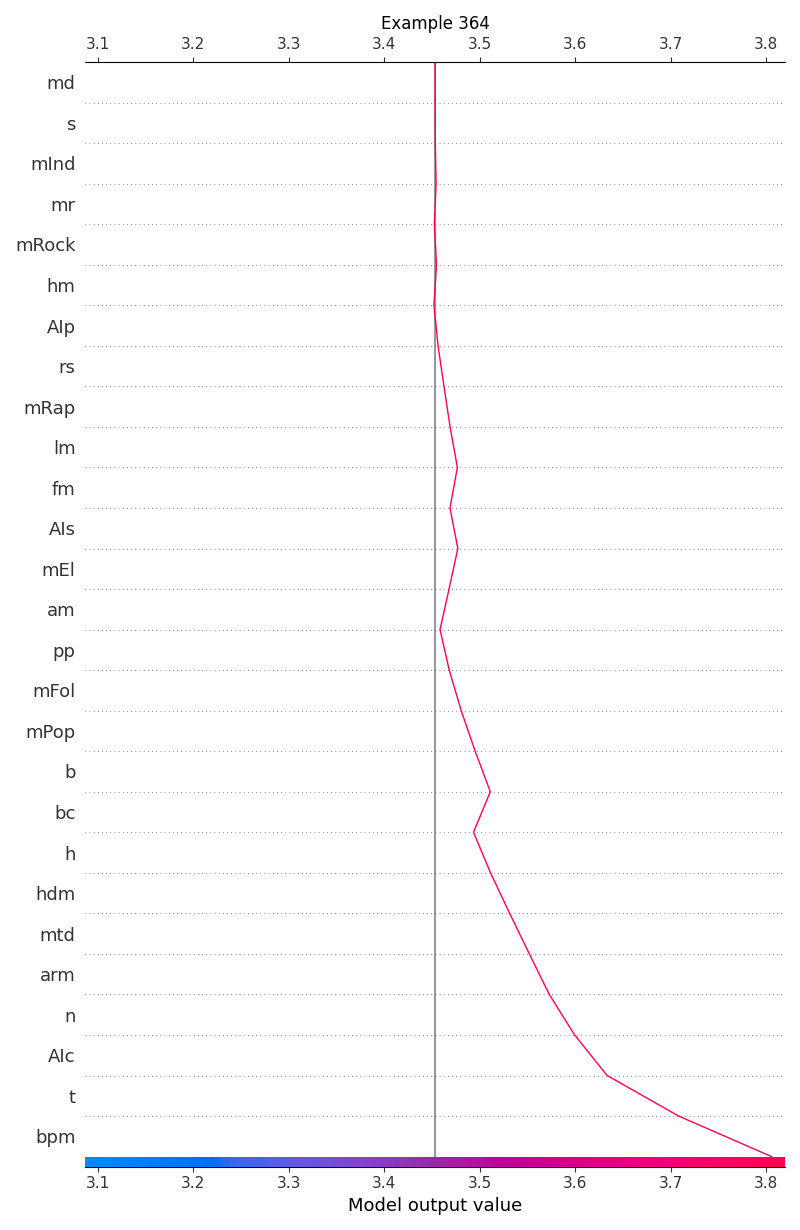 Example 364
3.1 3.2 3.3 3.4 3.5 3.6 3.7 3.8
md
s
mInd
mr
mRock
hm
AIp
rs
mRap
lm
fm
AIs
mEl
am
pp
mFol
mPop
b
bc
h
hdm
mtd
arm
n
AIc
t
bpm
3.1 3.2 3.3 3.4 3.5 3.6 3.7 3.8
Model output value